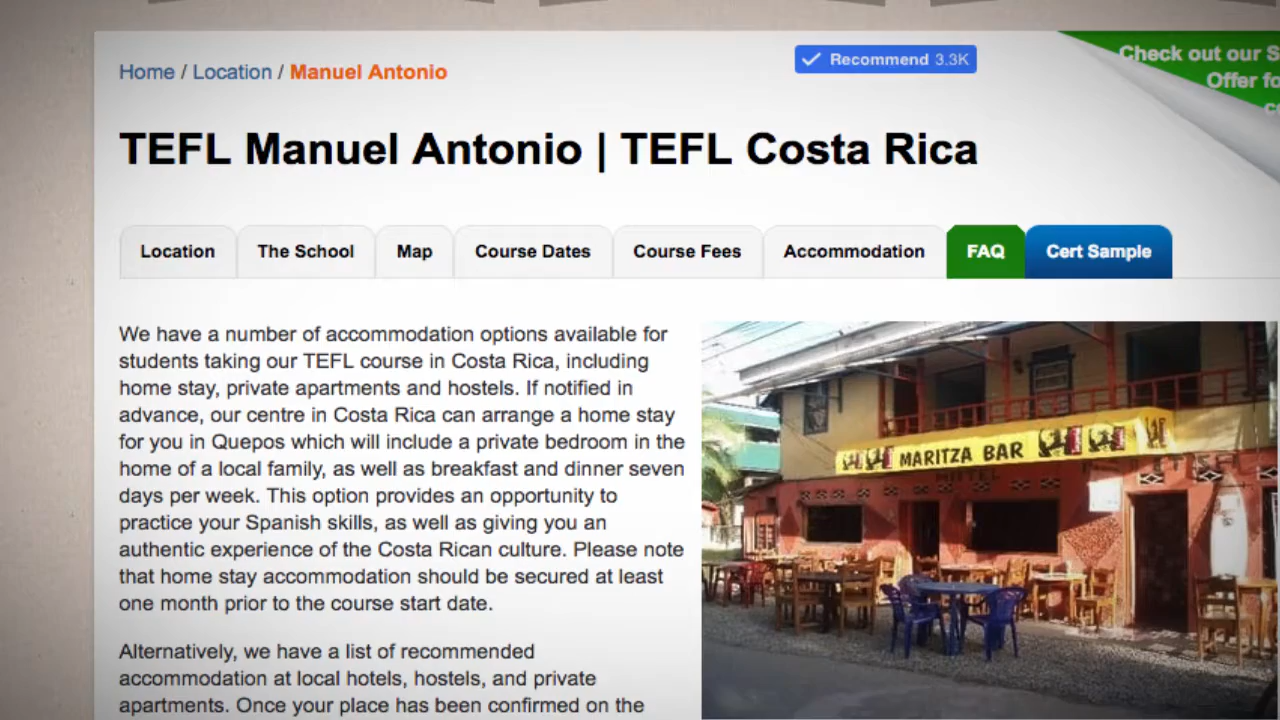 Home / Location / Manuel Antonio
Recommend 3.3K
Check out our S
Offer fo
TEFL Manuel Antonio | TEFL Costa Rica
Location
The School
Map
Course Dates
Course Fees
Accommodation
FAQ
Cert Sample
We have a number of accommodation options available for
students taking our TEFL course in Costa Rica, including
home stay, private apartments and hostels. If notified in
advance, our centre in Costa Rica can arrange a home stay
for you in Quepos which will include a private bedroom in the
home of a local family, as well as breakfast and dinner seven
days per week. This option provides an opportunity to
practice your Spanish skills, as well as giving you an
authentic experience of the Costa Rican culture. Please note
that home stay accommodation should be secured at least
one month prior to the course start date.
Alternatively, we have a list of recommended
accommodation at local hotels, hostels, and private
apartments. Once your place has been confirmed on the
MARITZA BAR